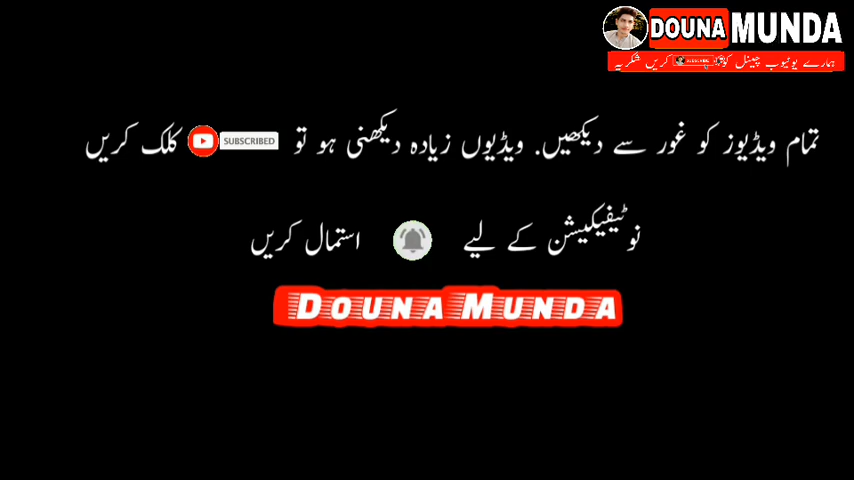 DOUNA MUNDA
ہمارے یوٹیوب چینل کو SUBSCRIBE کریں شکریہ
تمام ویڈیوز کو غور سے دیکھیں. ویڈیوں زیادہ دیکھنی ہو تو SUBSCRIBED کلک کریں
نوٹیفیکیشن کے لیے استمال کریں
DOUNA MUNDA